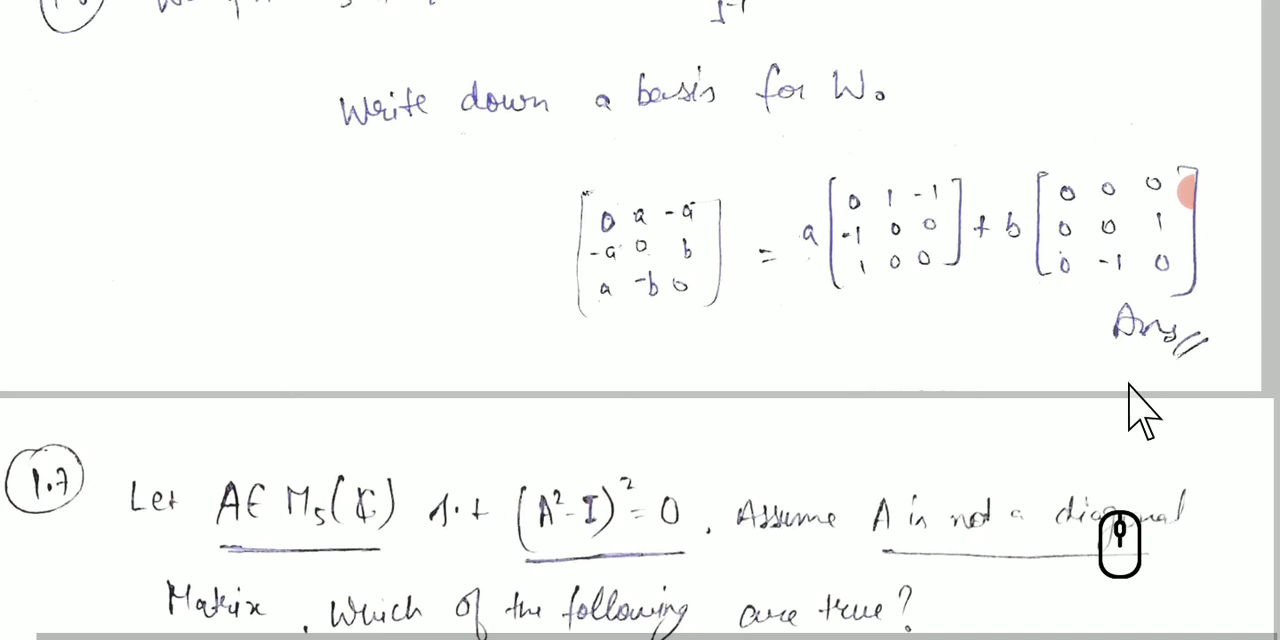 Write down a basis for W.
[0 a -a; -a 0 b; a -b 0] = a [0 1 -1; -1 0 0; 1 0 0] + b [0 0 0; 0 0 1; 0 -1 0]
Ans//
1.7 Let A∈ M₅(ℂ) s.t (A²-I)² = 0. Assume A is not a diagonal
Matrix. Which of the following are true?